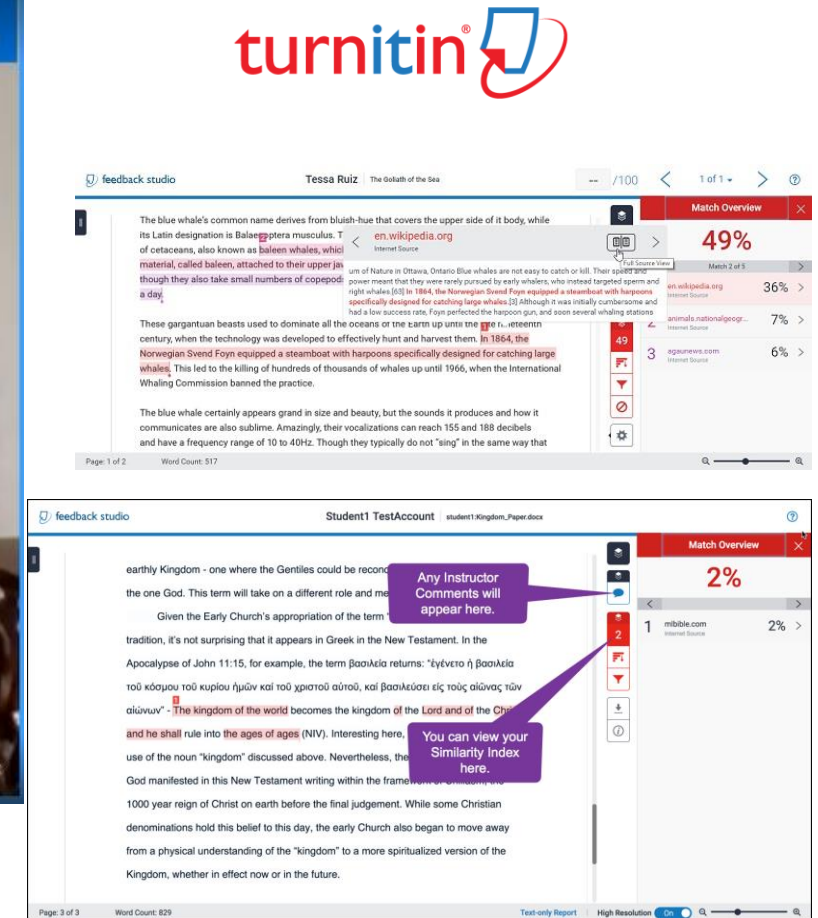 turnitin®
feedback studio
Tessa Ruiz The Goliath of the Sea
-- /100
1 of 1
The blue whale's common name derives from bluish-hue that covers the upper side of it body, while
its Latin designation is Balaenoptera musculus. T
of cetaceans, also known as baleen whales, whic
material, called baleen, attached to their upper jaw
though they also take small numbers of copepods
a day.
en.wikipedia.org
Internet Source
Full Source View
um of Nature in Ottawa, Ontario Blue whales are not easy to catch or kill. Their speed and
power meant that they were rarely pursued by early whalers, who instead targeted sperm and
right whales.[63] In 1864, the Norwegian Svend Foyn equipped a steamboat with harpoons
specifically designed for catching large whales.[3] Although it was initially cumbersome and
had a low success rate, Foyn perfected the harpoon gun, and soon several whaling stations
These gargantuan beasts used to dominate all the oceans of the Earth up until the nineteenth
century, when the technology was developed to effectively hunt and harvest them. In 1864, the
Norwegian Svend Foyn equipped a steamboat with harpoons specifically designed for catching large
whales. This led to the killing of hundreds of thousands of whales up until 1966, when the International
Whaling Commission banned the practice.
The blue whale certainly appears grand in size and beauty, but the sounds it produces and how it
communicates are also sublime. Amazingly, their vocalizations can reach 155 and 188 decibels
and have a frequency range of 10 to 40Hz. Though they typically do not "sing" in the same way that
49
Match Overview
49%
Match 2 of 5
en.wikipedia.org 36%
Internet Source
2 animals.nationalgeogr... 7%
Internet Source
3 agaunews.com 6%
Internet Source
Page: 1 of 2 Word Count: 517
feedback studio
Student1 TestAccount student1:Kingdom_Paper.docx
earthly Kingdom - one where the Gentiles could be recon
the one God. This term will take on a different role and me
Given the Early Church's appropriation of the term "
tradition, it's not surprising that it appears in Greek in the New Testament. In the
Apocalypse of John 11:15, for example, the term βασιλεία returns: "ἐγένετο ἡ βασιλεία
τοῦ κόσμου τοῦ κυρίου ἡμῶν καί τοῦ χριστοῦ αὐτοῦ, καί βασιλεύσει εἰς τοὺς αἰῶνας τῶν
αἰώνων" - The kingdom of the world becomes the kingdom of the Lord and of the Chri
and he shall rule into the ages of ages (NIV). Interesting here,
use of the noun "kingdom" discussed above. Nevertheless, the
God manifested in this New Testament writing within the
1000 year reign of Christ on earth before the final judgement. While some Christian
denominations hold this belief to this day, the early Church also began to move away
from a physical understanding of the "kingdom" to a more spiritualized version of the
Kingdom, whether in effect now or in the future.
Any Instructor
Comments will
appear here.
You can view your
Similarity Index
here.
2
Match Overview
2%
1 mibible.com 2%
Internet Source
Page: 3 of 3 Word Count: 829 Text-only Report High Resolution On